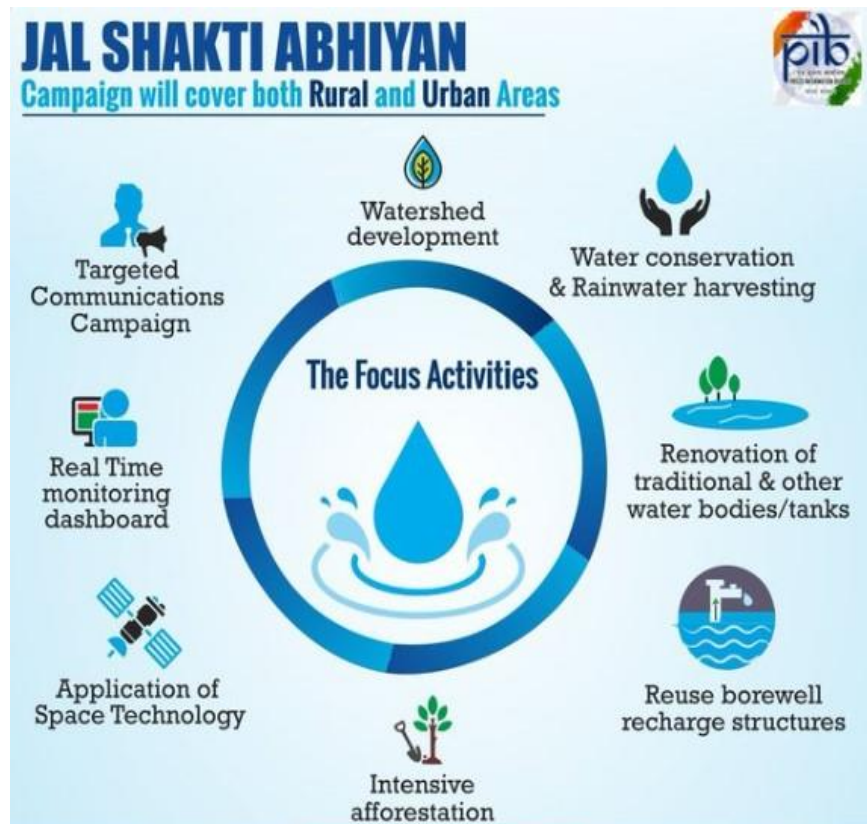 JAL SHAKTI ABHIYAN
Campaign will cover both Rural and Urban Areas
pib
Watershed
development
Water conservation
& Rainwater harvesting
Renovation of
traditional & other
water bodies/tanks
Reuse borewell
recharge structures
Intensive
afforestation
Application of
Space Technology
Real Time
monitoring
dashboard
Targeted
Communications
Campaign
The Focus Activities